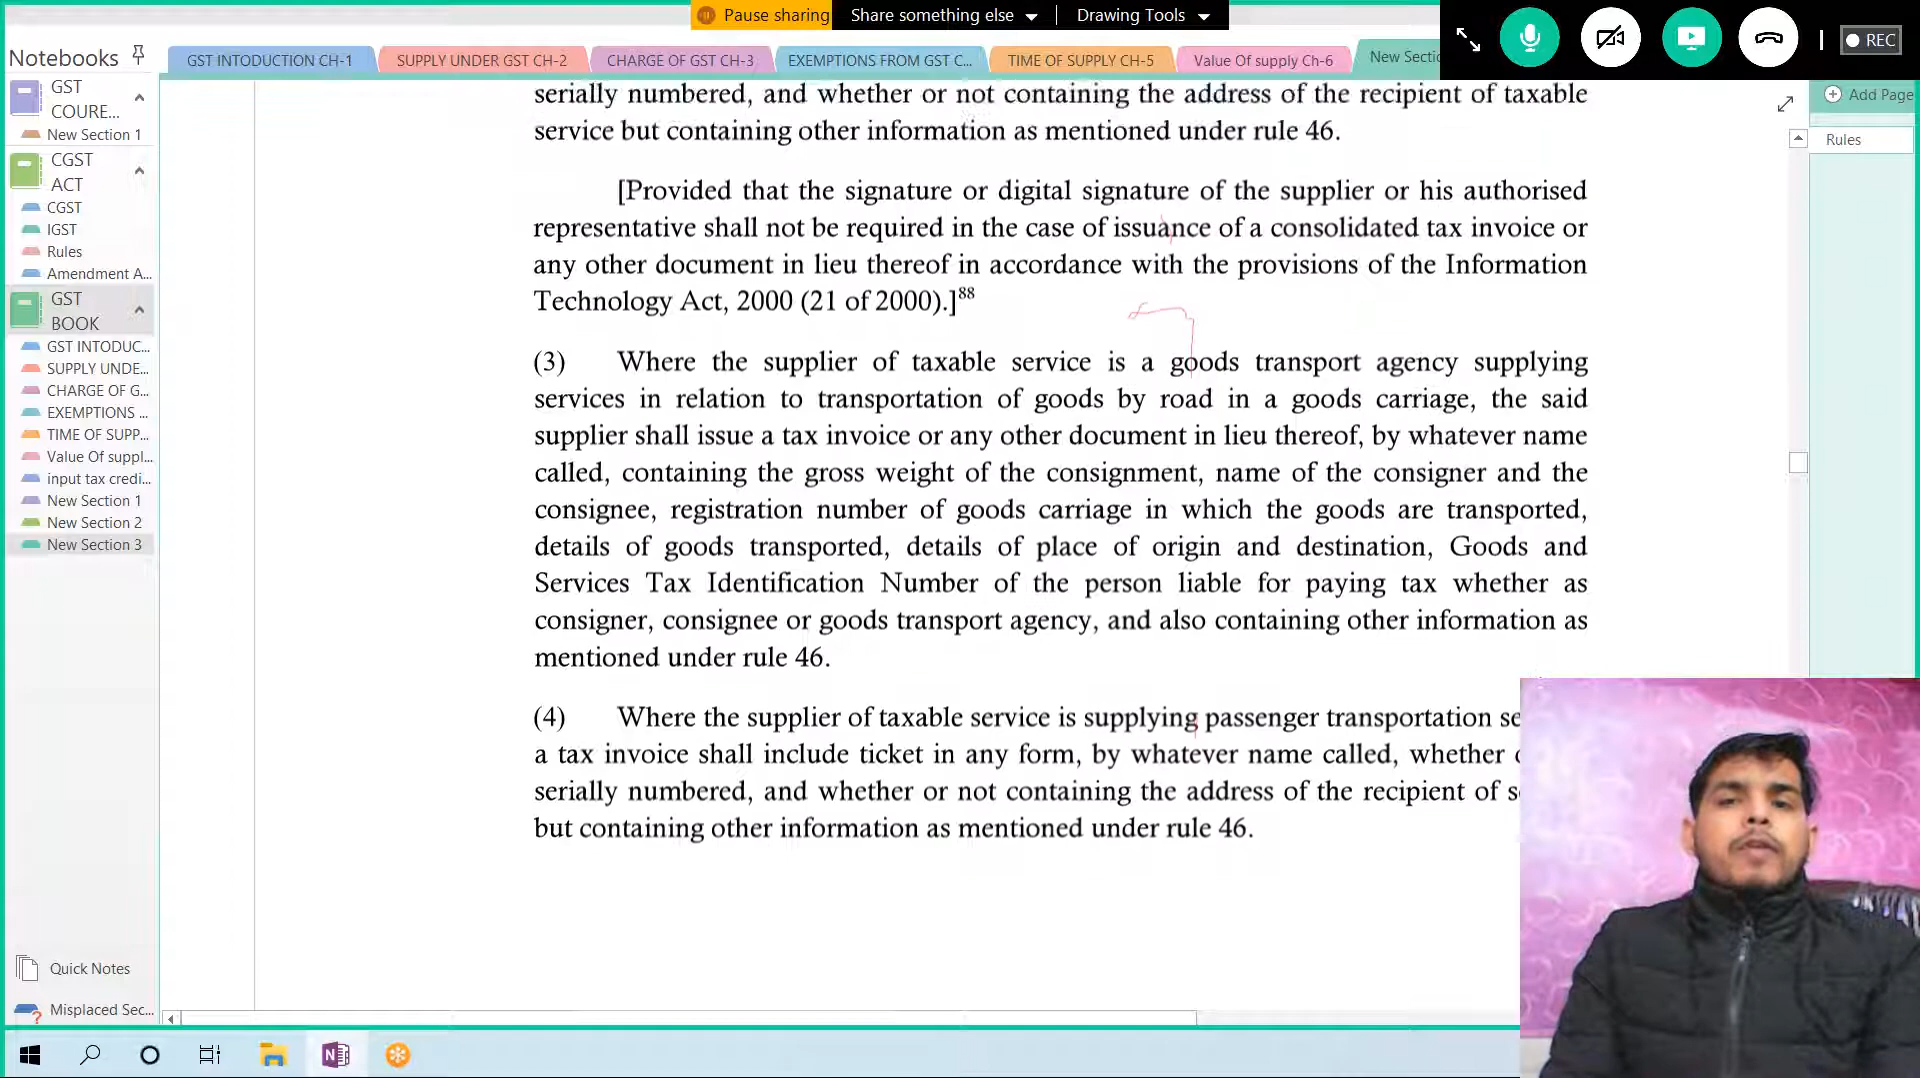 Pause sharing
Share something else
Drawing Tools
REC
Notebooks
GST INTODUCTION CH-1
SUPPLY UNDER GST CH-2
CHARGE OF GST CH-3
EXEMPTIONS FROM GST C...
TIME OF SUPPLY CH-5
Value Of supply Ch-6
New Sectio
Add Page
Rules
GST
COURE...
New Section 1
CGST
ACT
CGST
IGST
Rules
Amendment A...
GST
BOOK
GST INTODUC...
SUPPLY UNDE...
CHARGE OF G...
EXEMPTIONS ...
TIME OF SUPP...
Value Of suppl...
input tax credi...
New Section 1
New Section 2
New Section 3
Quick Notes
Misplaced Sec...
serially numbered, and whether or not containing the address of the recipient of taxable
service but containing other information as mentioned under rule 46.
[Provided that the signature or digital signature of the supplier or his authorised
representative shall not be required in the case of issuance of a consolidated tax invoice or
any other document in lieu thereof in accordance with the provisions of the Information
Technology Act, 2000 (21 of 2000).]88
(3) Where the supplier of taxable service is a goods transport agency supplying
services in relation to transportation of goods by road in a goods carriage, the said
supplier shall issue a tax invoice or any other document in lieu thereof, by whatever name
called, containing the gross weight of the consignment, name of the consigner and the
consignee, registration number of goods carriage in which the goods are transported,
details of goods transported, details of place of origin and destination, Goods and
Services Tax Identification Number of the person liable for paying tax whether as
consigner, consignee or goods transport agency, and also containing other information as
mentioned under rule 46.
(4) Where the supplier of taxable service is supplying passenger transportation se
a tax invoice shall include ticket in any form, by whatever name called, whether
serially numbered, and whether or not containing the address of the recipient of s
but containing other information as mentioned under rule 46.